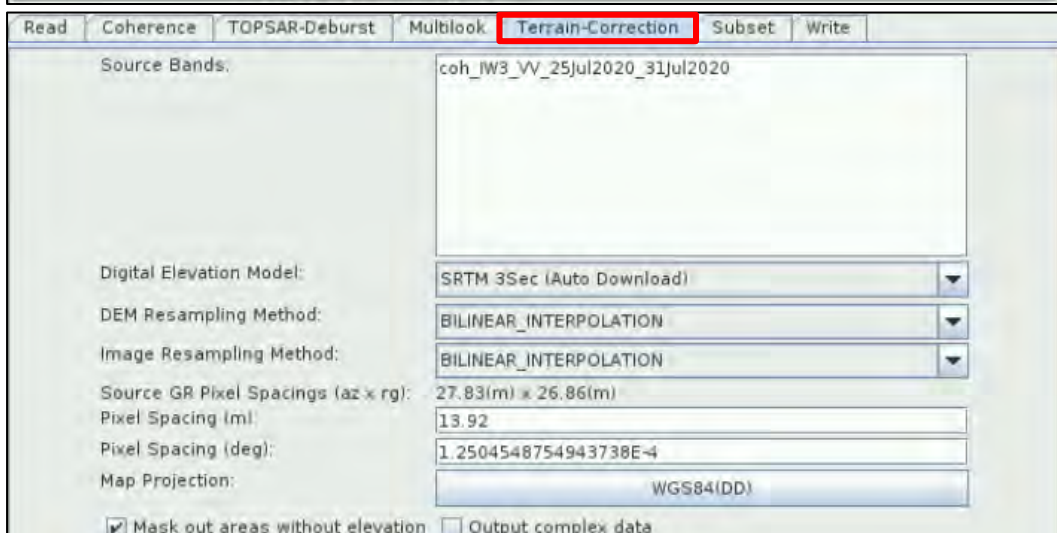 Read Coherence TOPSAR-Deburst Multilook Terrain-Correction Subset Write
Source Bands: coh_IW3_VV_25Jul2020_31Jul2020
Digital Elevation Model: SRTM 3Sec (Auto Download)
DEM Resampling Method: BILINEAR_INTERPOLATION
Image Resampling Method: BILINEAR_INTERPOLATION
Source GR Pixel Spacings (az x rg): 27.83(m) x 26.86(m)
Pixel Spacing (m): 13.92
Pixel Spacing (deg): 1.2504548754943738E-4
Map Projection: WGS84(DD)
Mask out areas without elevation Output complex data